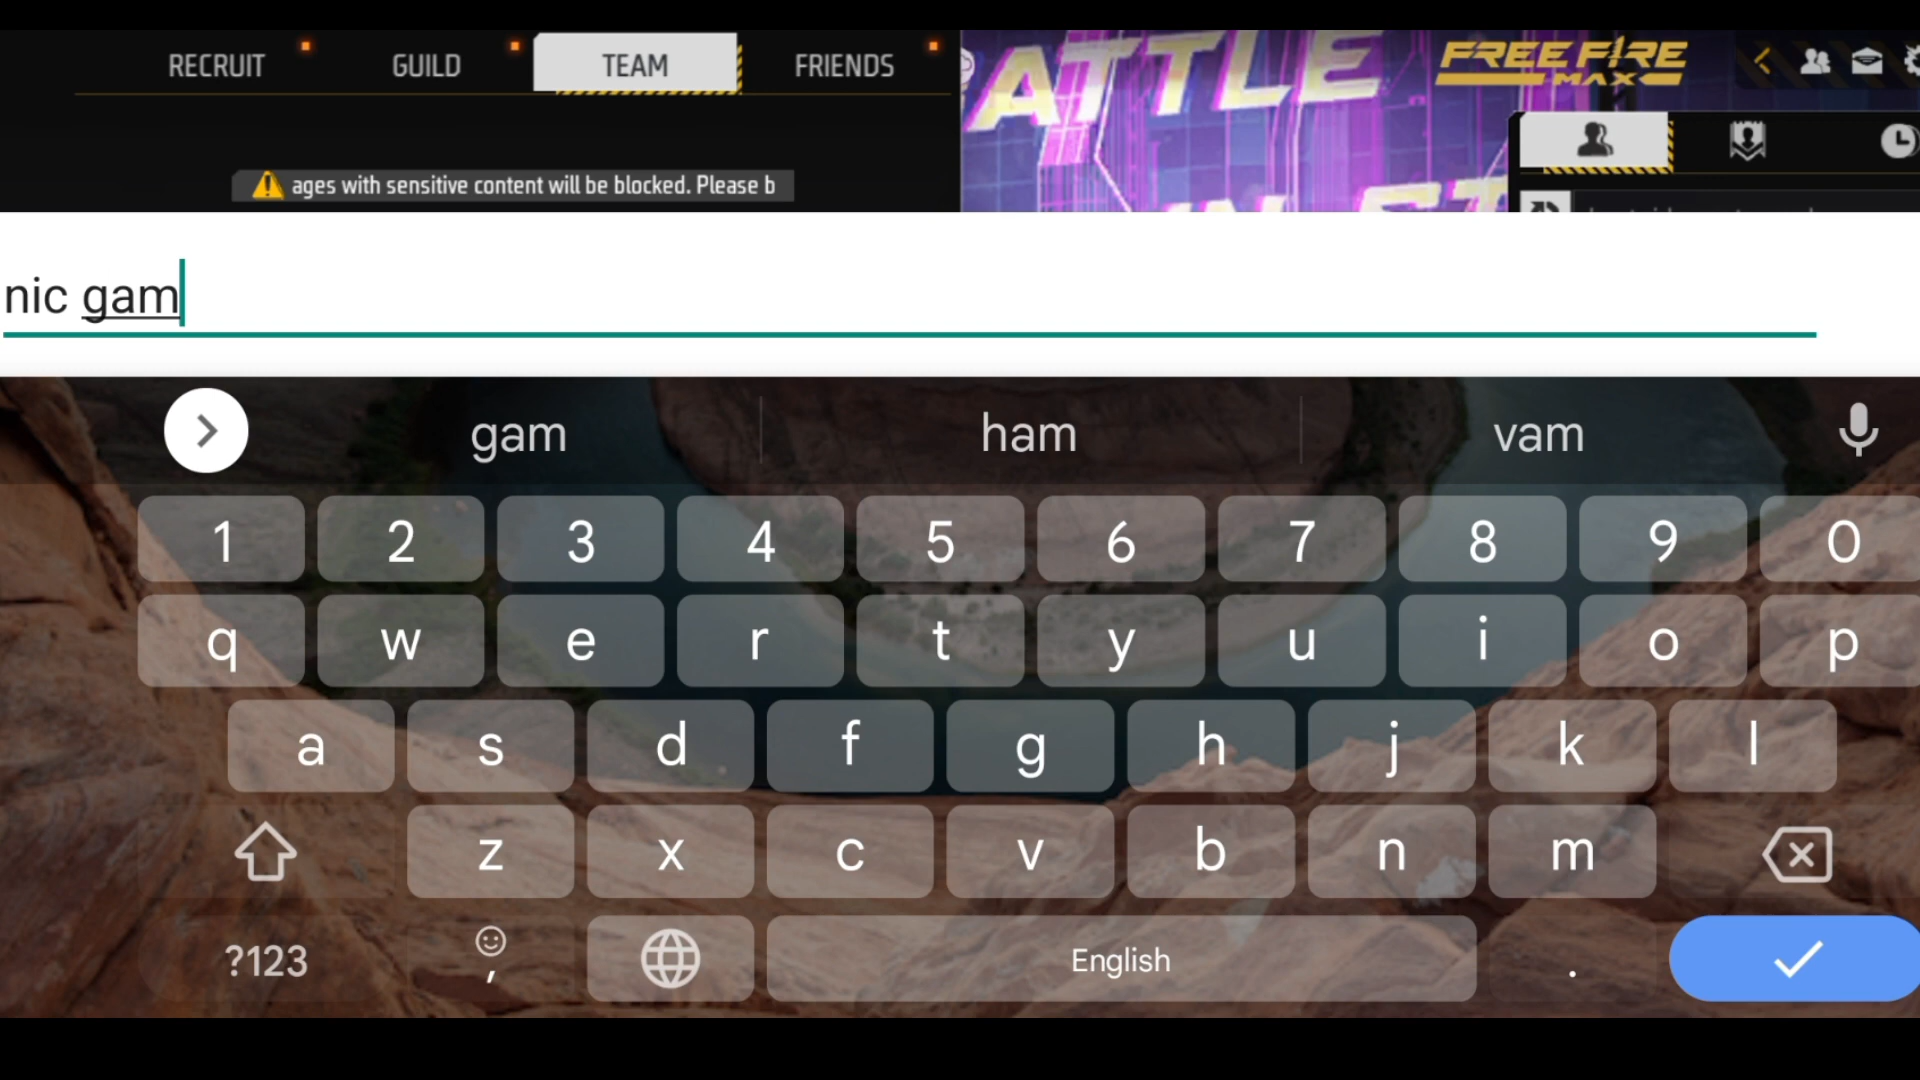 RECRUIT GUILD TEAM FRIENDS
ATTLE
FREE FIRE
MAX
ages with sensitive content will be blocked. Please b
nic gam
gam ham vam
1 2 3 4 5 6 7 8 9 0
q w e r t y u i o p
a s d f g h j k l
z x c v b n m
?123 , English .